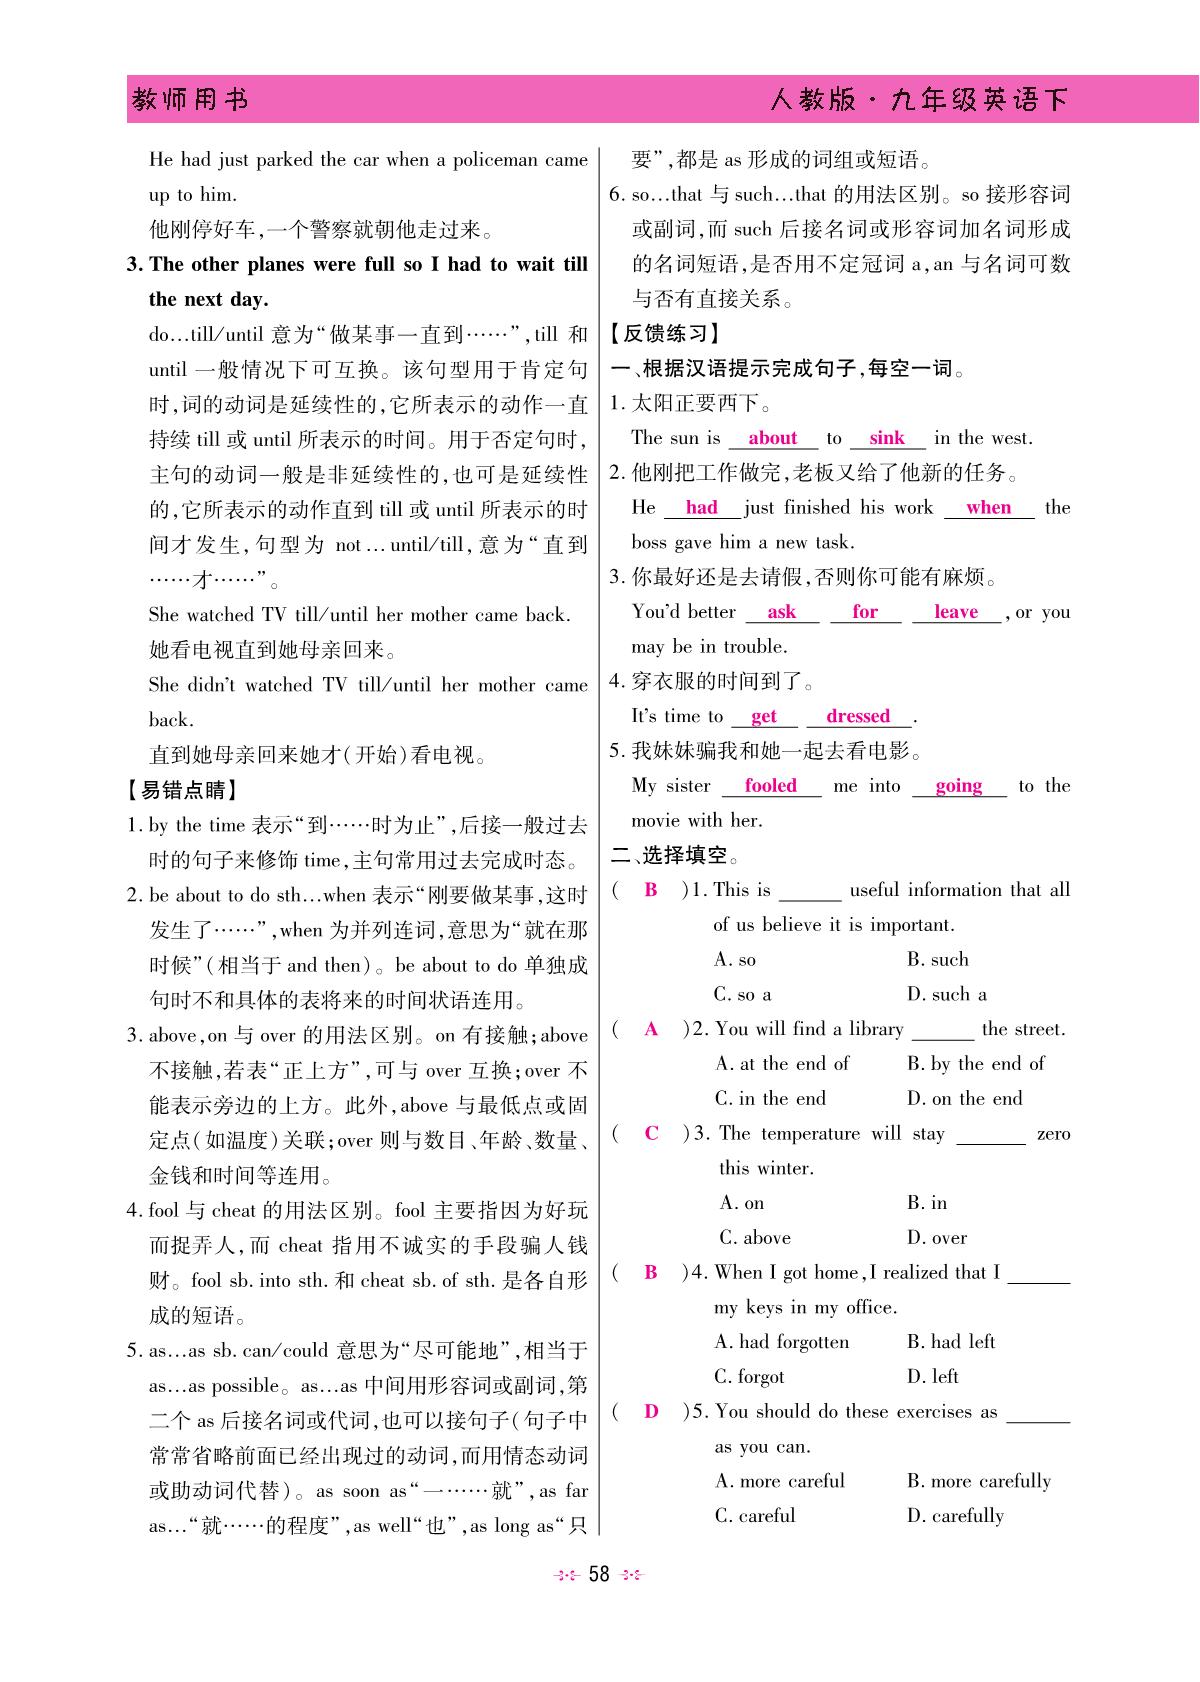 教师用书
人教版·九年级英语下
He had just parked the car when a policeman came
up to him.
他刚停好车,一个警察就朝他走过来。
3. The other planes were full so I had to wait till
the next day.
do…till/until 意为“做某事一直到……”,till 和
until 一般情况下可互换。该句型用于肯定句
时,词的动词是延续性的,它所表示的动作一直
持续 till 或 until 所表示的时间。用于否定句时,
主句的动词一般是非延续性的,也可是延续性
的,它所表示的动作直到 till 或 until 所表示的时
间才发生,句型为 not…until/till,意为“直到
……才……”。
She watched TV till/until her mother came back.
她看电视直到她母亲回来。
She didn't watched TV till/until her mother came
back.
直到她母亲回来她才(开始)看电视。
【易错点睛】
1. by the time 表示“到……时为止”,后接一般过去
时的句子来修饰 time,主句常用过去完成时态。
2. be about to do sth…when 表示“刚要做某事,这时
发生了……”,when 为并列连词,意思为“就在那
时候”(相当于 and then)。be about to do 单独成
句时不和具体的表将来的时间状语连用。
3. above,on 与 over 的用法区别。on 有接触;above
不接触,若表“正上方”,可与 over 互换;over 不
能表示旁边的上方。此外,above 与最低点或固
定点(如温度)关联;over 则与数目、年龄、数量、
金钱和时间等连用。
4. fool 与 cheat 的用法区别。fool 主要指因为好玩
而捉弄人,而 cheat 指用不诚实的手段骗人钱
财。fool sb. into sth. 和 cheat sb. of sth. 是各自形
成的短语。
5. as…as sb. can/could 意思为“尽可能地”,相当于
as…as possible。as…as 中间用形容词或副词,第
二个 as 后接名词或代词,也可以接句子(句子中
常常省略前面已经出现过的动词,而用情态动词
或助动词代替)。as soon as“一……就”,as far
as…“就……的程度”,as well“也”,as long as“只
要”,都是 as 形成的词组或短语。
6. so…that 与 such…that 的用法区别。so 接形容词
或副词,而 such 后接名词或形容词加名词形成
的名词短语,是否用不定冠词 a,an 与名词可数
与否有直接关系。
【反馈练习】
一、根据汉语提示完成句子,每空一词。
1. 太阳正要西下。
The sun is about to sink in the west.
2. 他刚把工作做完,老板又给了他新的任务。
He had just finished his work when the
boss gave him a new task.
3. 你最好还是去请假,否则你可能有麻烦。
You'd better ask for leave ,or you
may be in trouble.
4. 穿衣服的时间到了。
It's time to get dressed .
5. 我妹妹骗我和她一起去看电影。
My sister fooled me into going to the
movie with her.
二、选择填空。
( B )1. This is ______ useful information that all
of us believe it is important.
A. so B. such
C. so a D. such a
( A )2. You will find a library ______ the street.
A. at the end of B. by the end of
C. in the end D. on the end
( C )3. The temperature will stay ______ zero
this winter.
A. on B. in
C. above D. over
( B )4. When I got home,I realized that I ______
my keys in my office.
A. had forgotten B. had left
C. forgot D. left
( D )5. You should do these exercises as ______
as you can.
A. more careful B. more carefully
C. careful D. carefully
58